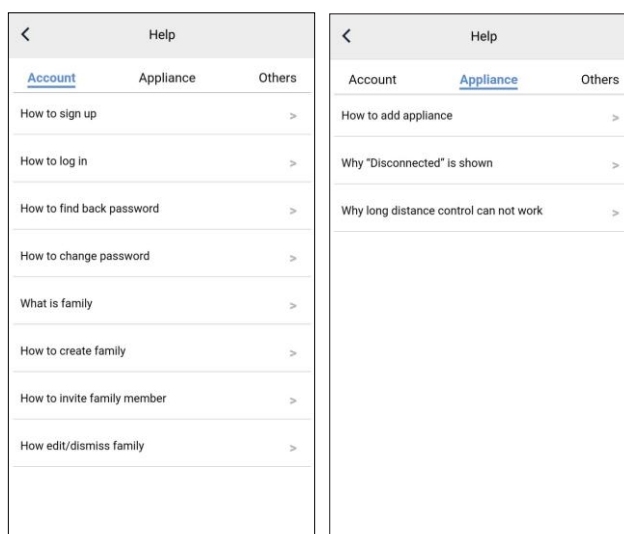 Help
Account Appliance Others
How to sign up >
How to log in >
How to find back password >
How to change password >
What is family >
How to create family >
How to invite family member >
How edit/dismiss family >
Help
Account Appliance Others
How to add appliance >
Why "Disconnected" is shown >
Why long distance control can not work >